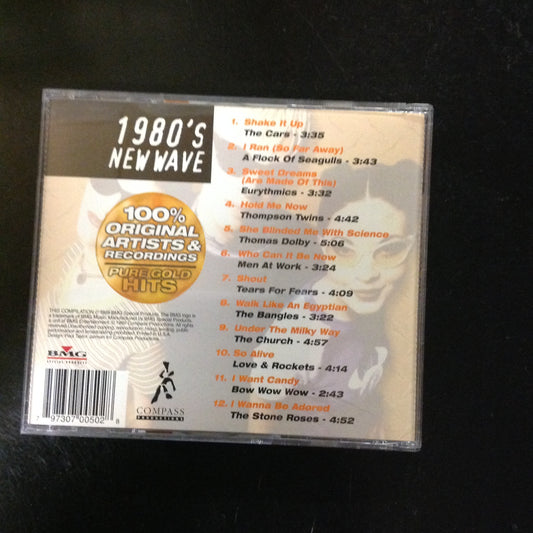 1980'S
NEW WAVE
100%
ORIGINAL
ARTISTS &
RECORDINGS
PURE GOLD
HITS
1. Shake It Up
The Cars - 3:35
2. I Ran (So Far Away)
A Flock Of Seagulls - 3:43
3. Sweet Dreams
(Are Made Of This)
Eurythmics - 3:32
4. Hold Me Now
Thompson Twins - 4:42
5. She Blinded Me With Science
Thomas Dolby - 5:06
6. Who Can It Be Now
Men At Work - 3:24
7. Shout
Tears For Fears - 4:09
8. Walk Like An Egyptian
The Bangles - 3:22
9. Under The Milky Way
The Church - 4:57
10. So Alive
Love & Rockets - 4:14
11. I Want Candy
Bow Wow Wow - 2:43
12. I Wanna Be Adored
The Stone Roses - 4:52
BMG
COMPASS
PRODUCTIONS
7 97307 00502 8